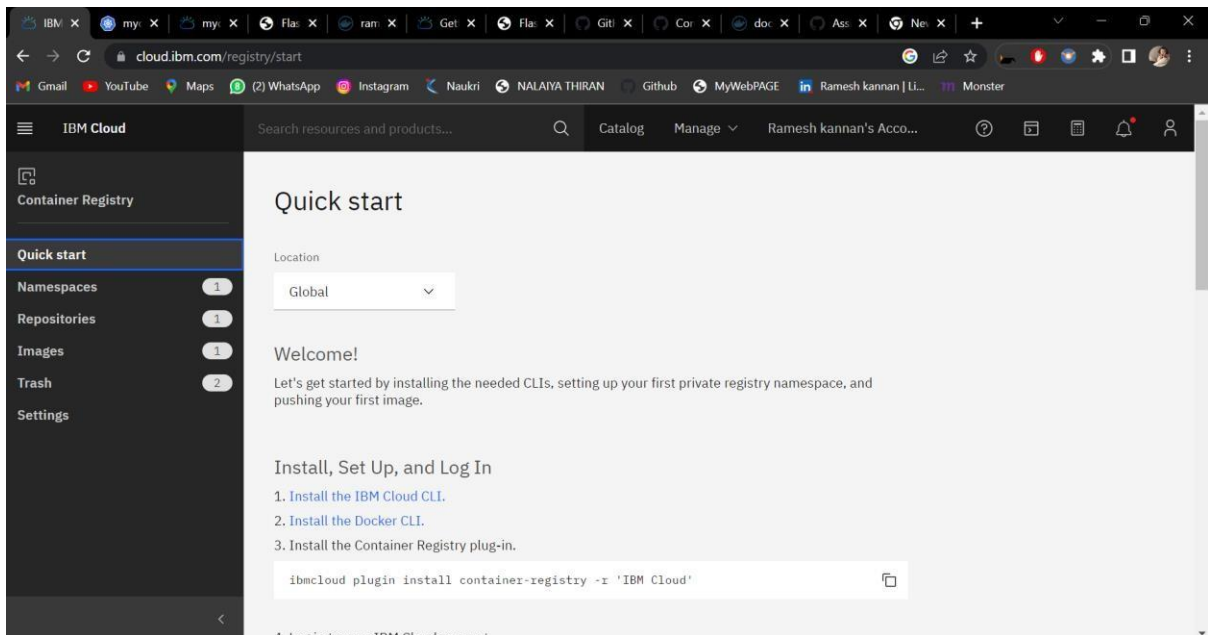 IBM
my
my
Flas
ram
Get
Flas
Gitl
Cor
doc
Ass
Nev
cloud.ibm.com/registry/start
Gmail YouTube Maps (2) WhatsApp Instagram Naukri NALAIYA THIRAN Github MyWebPAGE Ramesh kannan | Li... Monster
IBM Cloud
Search resources and products...
Catalog
Manage
Ramesh kannan's Acco...
Container Registry
Quick start
Namespaces 1
Repositories 1
Images 1
Trash 2
Settings
Quick start
Location
Global
Welcome!
Let's get started by installing the needed CLIs, setting up your first private registry namespace, and
pushing your first image.
Install, Set Up, and Log In
1. Install the IBM Cloud CLI.
2. Install the Docker CLI.
3. Install the Container Registry plug-in.
ibmcloud plugin install container-registry -r 'IBM Cloud'